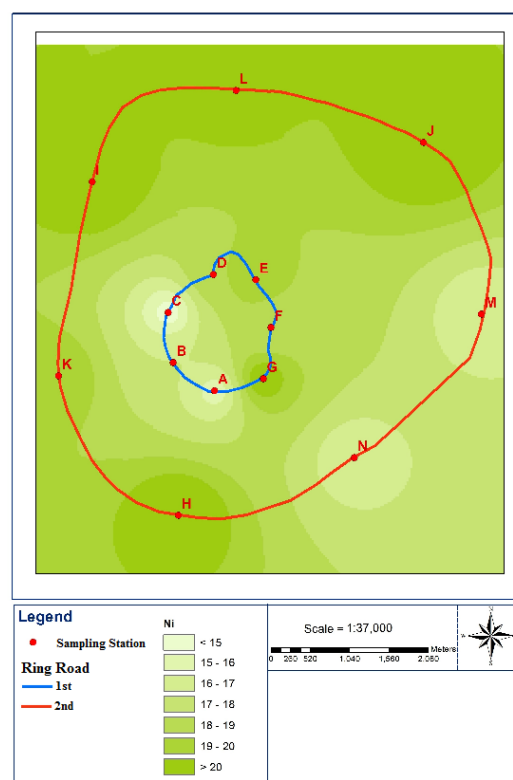 L
J
I
D
E
C
F
M
B
K
A
G
N
H
Legend
Sampling Station
Ring Road
1st
2nd
Ni
< 15
15 - 16
16 - 17
17 - 18
18 - 19
19 - 20
> 20
Scale = 1:37,000
Meters
0 260 520 1,040 1,560 2,080